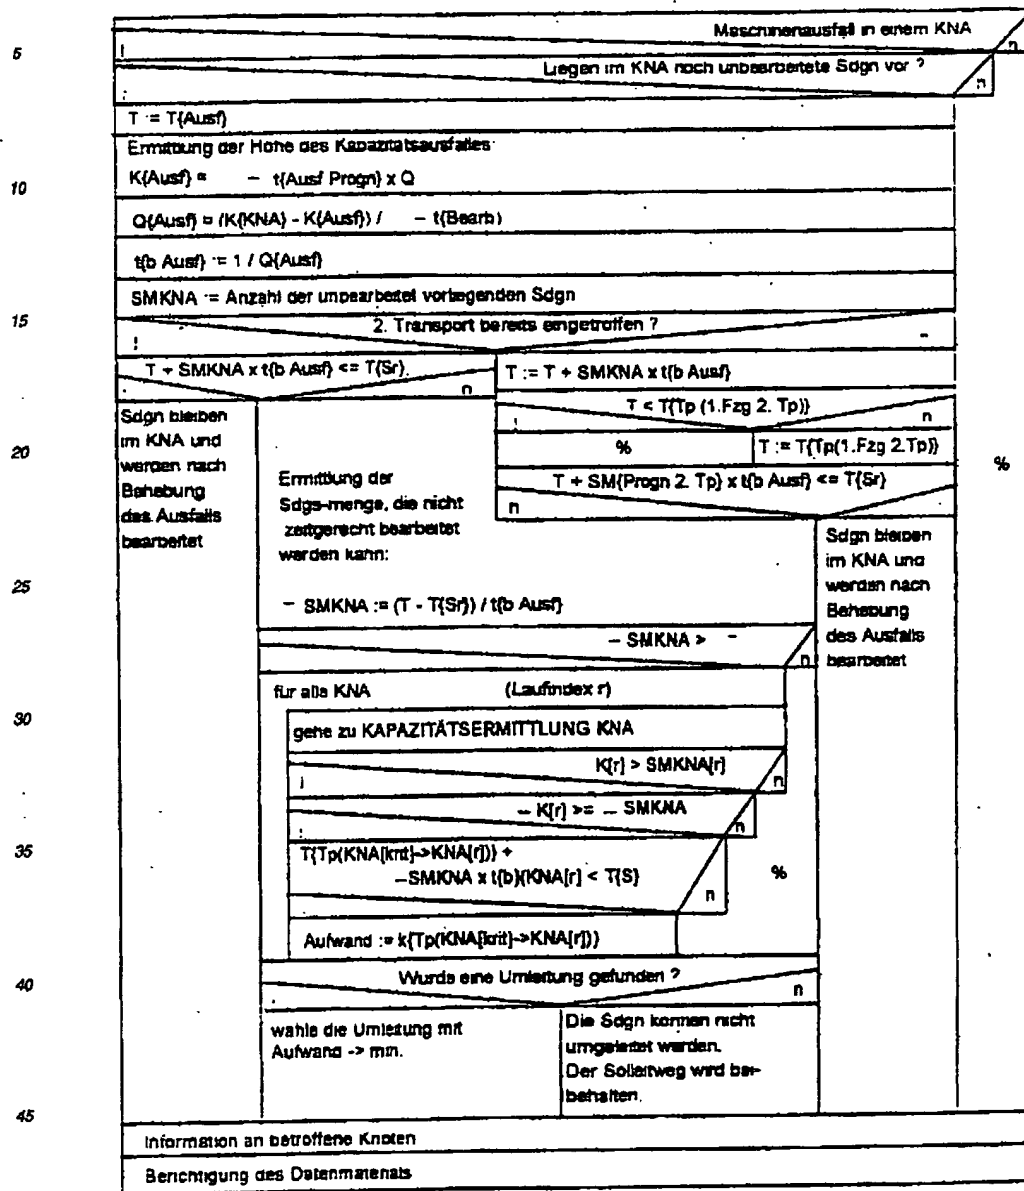 Maschinenausfall in einem KNA
5
n
Liegen im KNA noch unbearbeitete Sdgn vor ?
n
T := T{Ausf}
Ermittlung der Höhe des Kapazitätsausfalles:
10
K{Ausf} = – t{Ausf Progn} x Q
Q{Ausf} = (K{KNA} - K{Ausf}) / – t{Bearb)
t{b Ausf} := 1 / Q{Ausf}
SMKNA := Anzahl der unbearbeitet vorliegenden Sdgn
15
2. Transport bereits eingetroffen ?
T + SMKNA x t{b Ausf} <= T{Sr}.
n
T := T + SMKNA x t{b Ausf}
T < T{Tp (1.Fzg 2. Tp)}
n
Sdgn bleiben
im KNA und
werden nach
Behebung
des Ausfalls
bearbeitet
20
%
T := T{Tp(1.Fzg 2.Tp)}
%
T + SM{Progn 2. Tp} x t{b Ausf} <= T{Sr}
n
Ermittlung der
Sdgs-menge, die nicht
zeitgerecht bearbeitet
werden kann:
Sdgn bleiben
im KNA und
werden nach
Behebung
des Ausfalls
bearbeitet
25
– SMKNA := (T - T{Sr}) / t{b Ausf}
– SMKNA > –
n
für alle KNA (Laufindex r)
30
gehe zu KAPAZITÄTSERMITTLUNG KNA
K[r] > SMKNA[r]
n
– K[r] >= – SMKNA
n
35
T{Tp(KNA[krit]->KNA[r])} +
–SMKNA x t{b}(KNA[r] < T{S}
n
%
Aufwand := k{Tp(KNA[krit]->KNA[r])}
40
Wurde eine Umleitung gefunden ?
n
wähle die Umleitung mit
Aufwand -> min.
Die Sdgn können nicht
umgeleitet werden.
Der Solleitweg wird bei-
behalten.
45
Information an betroffene Knoten
Berichtigung des Datenmaterials